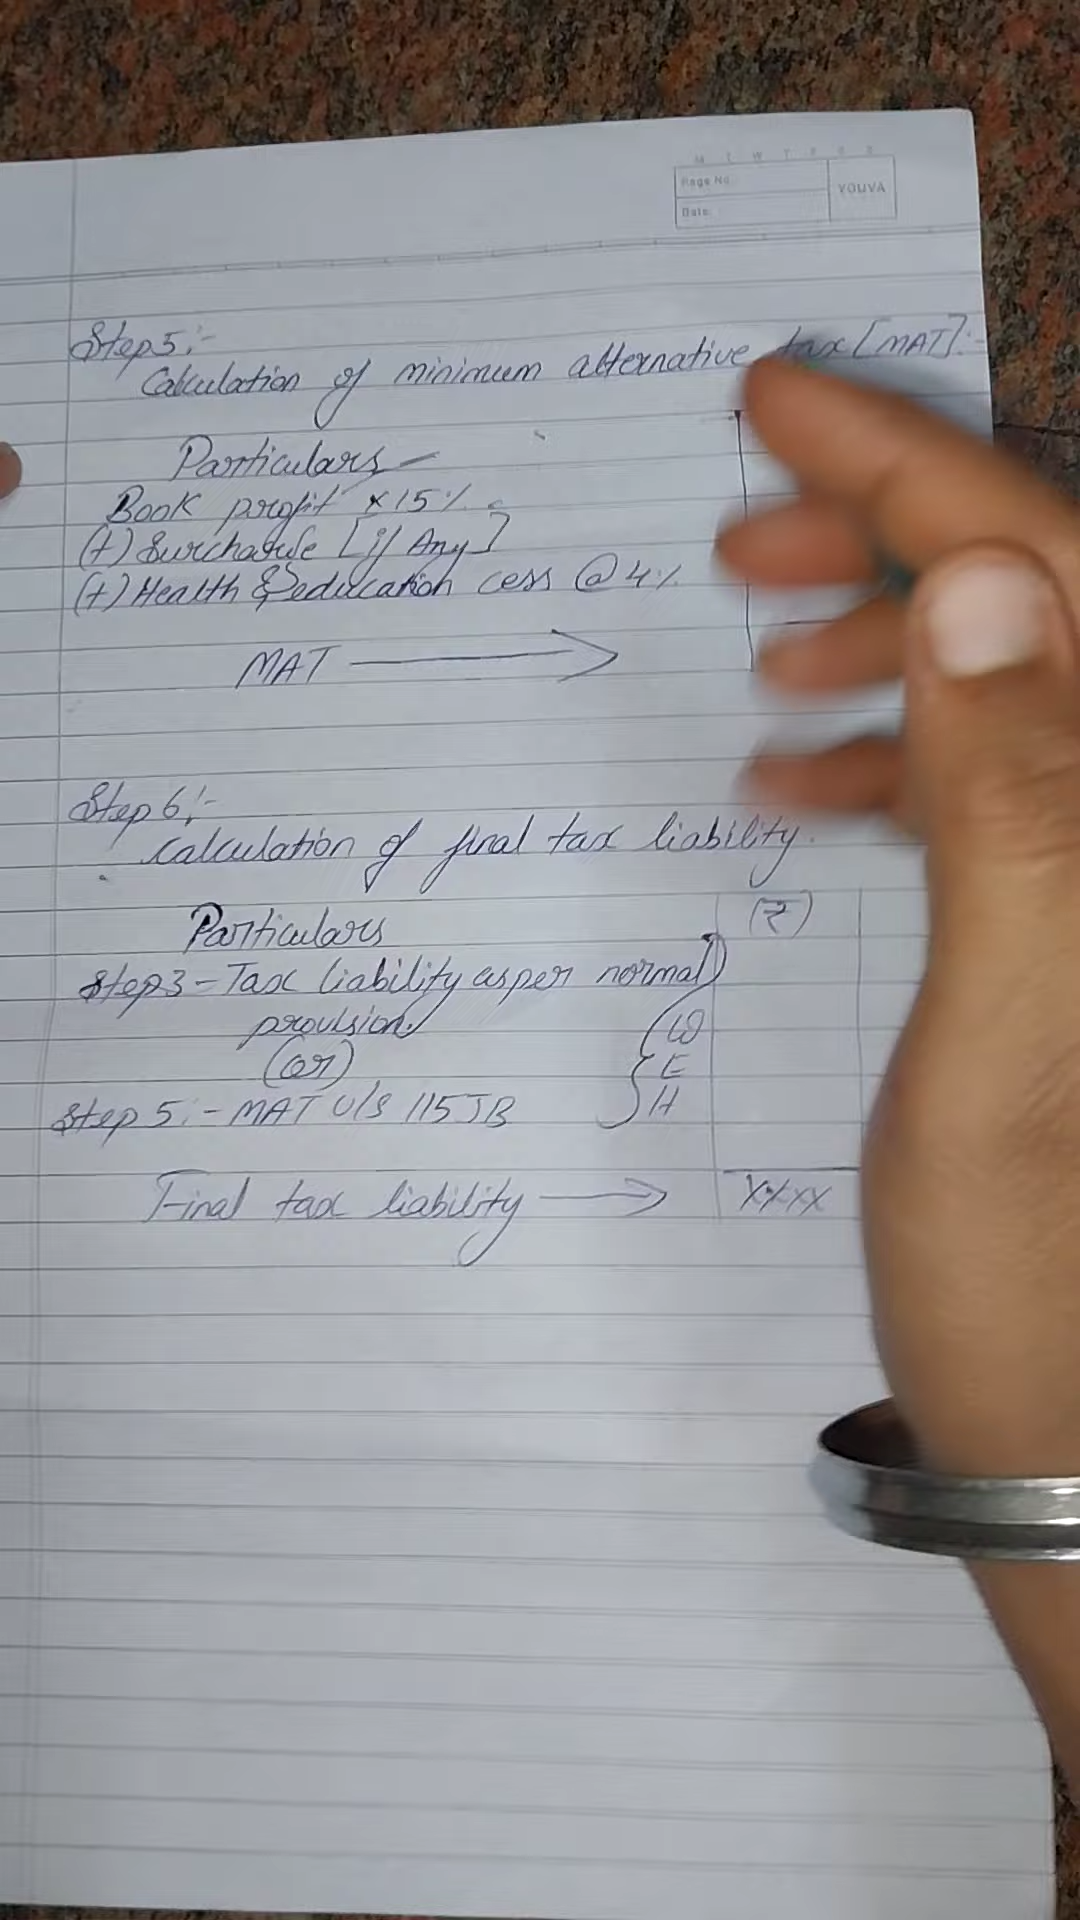 M T W T F S S
Page No.:
YOUVA
Date:
Step 5:-
Calculation of minimum alternative tax [MAT]:-
Particulars -
Book profit × 15%
(+) Surcharge [if Any]
(+) Health & education cess @ 4%
MAT →
Step 6:-
Calculation of final tax liability.
Particulars (₹)
Step 3 - Tax liability as per normal
provision.
(or)
W
E
H
Step 5:- MAT U/S 115JB
Final tax liability → XXXX